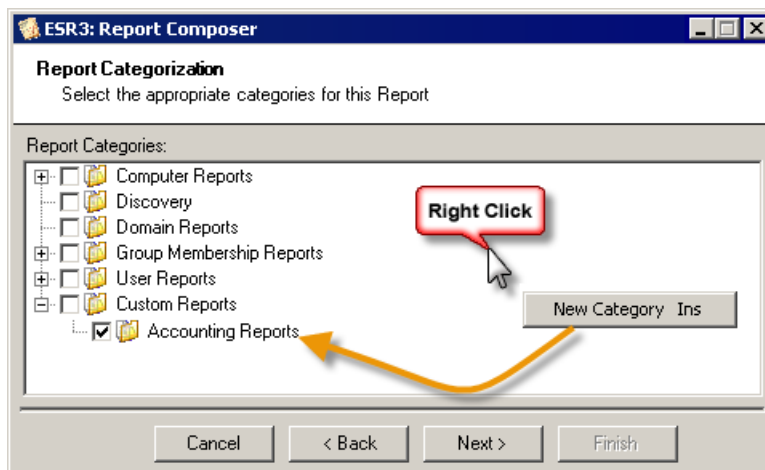 ESR3: Report Composer
Report Categorization
Select the appropriate categories for this Report
Report Categories:
Computer Reports
Discovery
Domain Reports
Group Membership Reports
User Reports
Custom Reports
Accounting Reports
Right Click
New Category Ins
Cancel
< Back
Next >
Finish